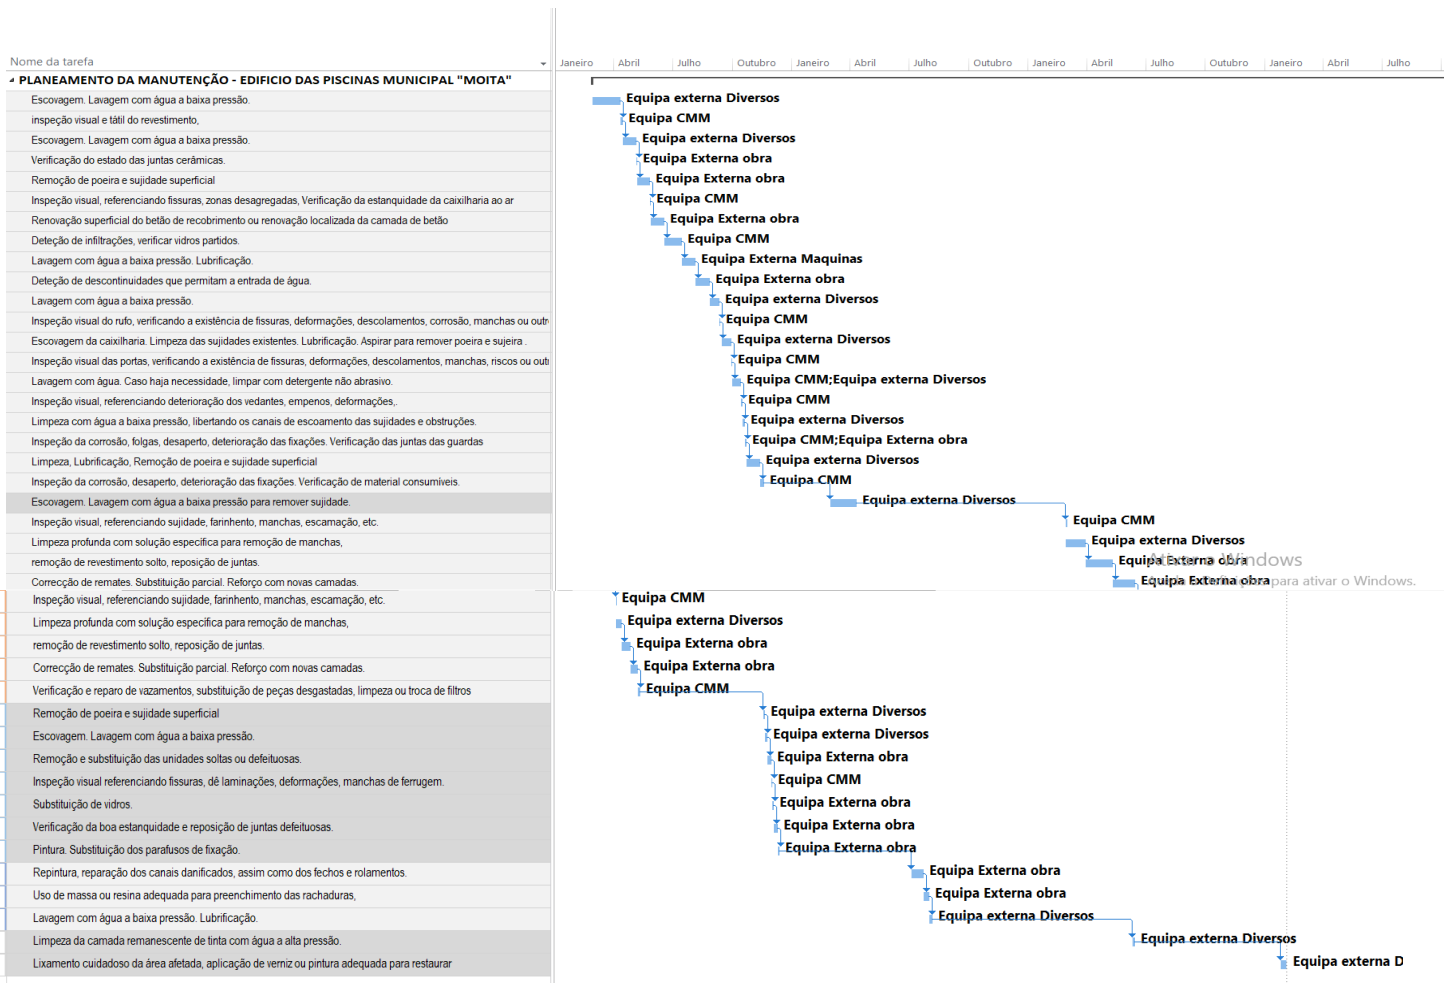 Nome da tarefa
Janeiro Abril Julho Outubro Janeiro Abril Julho Outubro Janeiro Abril Julho Outubro Janeiro Abril Julho
PLANEAMENTO DA MANUTENÇÃO - EDIFICIO DAS PISCINAS MUNICIPAL "MOITA"
Escovagem. Lavagem com água a baixa pressão. Equipa externa Diversos
inspeção visual e tátil do revestimento, Equipa CMM
Escovagem. Lavagem com água a baixa pressão. Equipa externa Diversos
Verificação do estado das juntas cerâmicas. Equipa Externa obra
Remoção de poeira e sujidade superficial Equipa Externa obra
Inspeção visual, referenciando fissuras, zonas desagregadas, Verificação da estanquidade da caixilharia ao ar Equipa CMM
Renovação superficial do betão de recobrimento ou renovação localizada da camada de betão Equipa Externa obra
Deteção de infiltrações, verificar vidros partidos. Equipa CMM
Lavagem com água a baixa pressão. Lubrificação. Equipa Externa Maquinas
Deteção de descontinuidades que permitam a entrada de água. Equipa Externa obra
Lavagem com água a baixa pressão. Equipa externa Diversos
Inspeção visual do rufo, verificando a existência de fissuras, deformações, descolamentos, corrosão, manchas ou outr Equipa CMM
Escovagem da caixilharia. Limpeza das sujidades existentes. Lubrificação. Aspirar para remover poeira e sujeira . Equipa externa Diversos
Inspeção visual das portas, verificando a existência de fissuras, deformações, descolamentos, manchas, riscos ou out Equipa CMM
Lavagem com água. Caso haja necessidade, limpar com detergente não abrasivo. Equipa CMM;Equipa externa Diversos
Inspeção visual, referenciando deterioração dos vedantes, empenos, deformações,. Equipa CMM
Limpeza com água a baixa pressão, libertando os canais de escoamento das sujidades e obstruções. Equipa externa Diversos
Inspeção da corrosão, folgas, desaperto, deterioração das fixações. Verificação das juntas das guardas Equipa CMM;Equipa Externa obra
Limpeza, Lubrificação, Remoção de poeira e sujidade superficial Equipa externa Diversos
Inspeção da corrosão, desaperto, deterioração das fixações. Verificação de material consumíveis. Equipa CMM
Escovagem. Lavagem com água a baixa pressão para remover sujidade. Equipa externa Diversos
Inspeção visual, referenciando sujidade, farinhento, manchas, escamação, etc. Equipa CMM
Limpeza profunda com solução específica para remoção de manchas, Equipa externa Diversos
remoção de revestimento solto, reposição de juntas. Equipa Externa obra
Ativar o Windows
Correcção de remates. Substituição parcial. Reforço com novas camadas. Equipa Externa obra
para ativar o Windows.
Inspeção visual, referenciando sujidade, farinhento, manchas, escamação, etc. Equipa CMM
Limpeza profunda com solução específica para remoção de manchas, Equipa externa Diversos
remoção de revestimento solto, reposição de juntas. Equipa Externa obra
Correcção de remates. Substituição parcial. Reforço com novas camadas. Equipa Externa obra
Verificação e reparo de vazamentos, substituição de peças desgastadas, limpeza ou troca de filtros Equipa CMM
Remoção de poeira e sujidade superficial Equipa externa Diversos
Escovagem. Lavagem com água a baixa pressão. Equipa externa Diversos
Remoção e substituição das unidades soltas ou defeituosas. Equipa Externa obra
Inspeção visual referenciando fissuras, dê laminações, deformações, manchas de ferrugem. Equipa CMM
Substituição de vidros. Equipa Externa obra
Verificação da boa estanquidade e reposição de juntas defeituosas. Equipa Externa obra
Pintura. Substituição dos parafusos de fixação. Equipa Externa obra
Repintura, reparação dos canais danificados, assim como dos fechos e rolamentos. Equipa Externa obra
Uso de massa ou resina adequada para preenchimento das rachaduras, Equipa Externa obra
Lavagem com água a baixa pressão. Lubrificação. Equipa externa Diversos
Limpeza da camada remanescente de tinta com água a alta pressão. Equipa externa Diversos
Lixamento cuidadoso da área afetada, aplicação de verniz ou pintura adequada para restaurar Equipa externa D